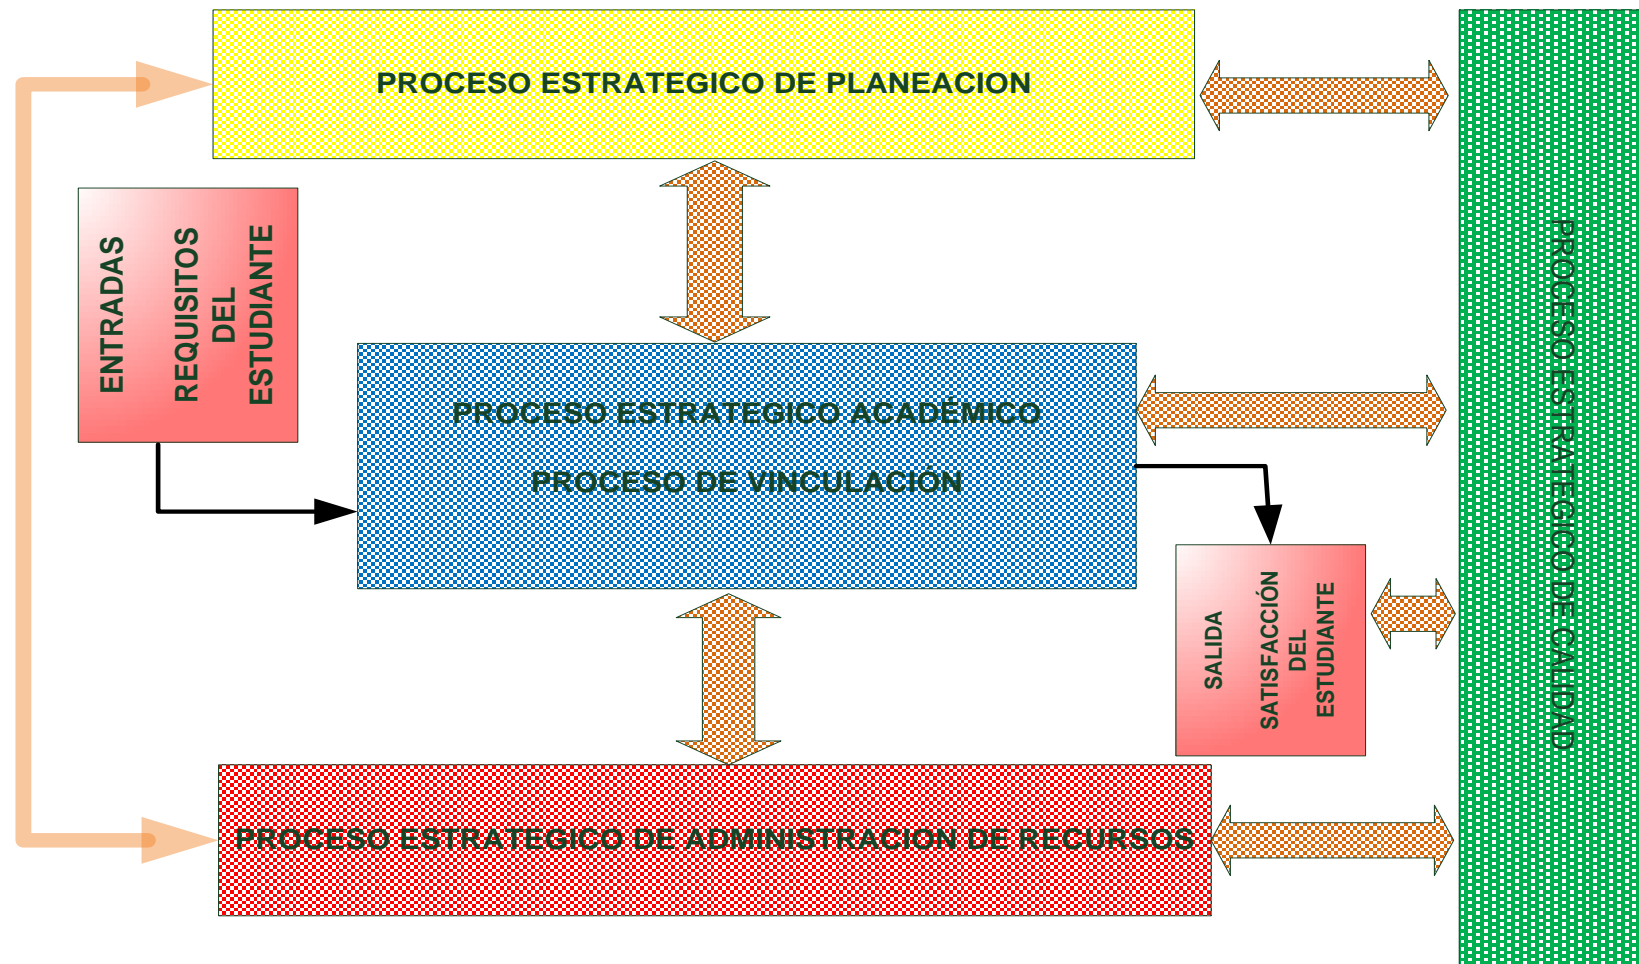 PROCESO ESTRATEGICO DE PLANEACION
ENTRADAS
REQUISITOS
DEL
ESTUDIANTE
PROCESO ESTRATEGICO ACADÉMICO
PROCESO DE VINCULACIÓN
SALIDA
SATISFACCIÓN
DEL
ESTUDIANTE
PROCESO ESTRATEGICO DE ADMINISTRACION DE RECURSOS
PROCESO ESTRATEGICO DE CALIDAD